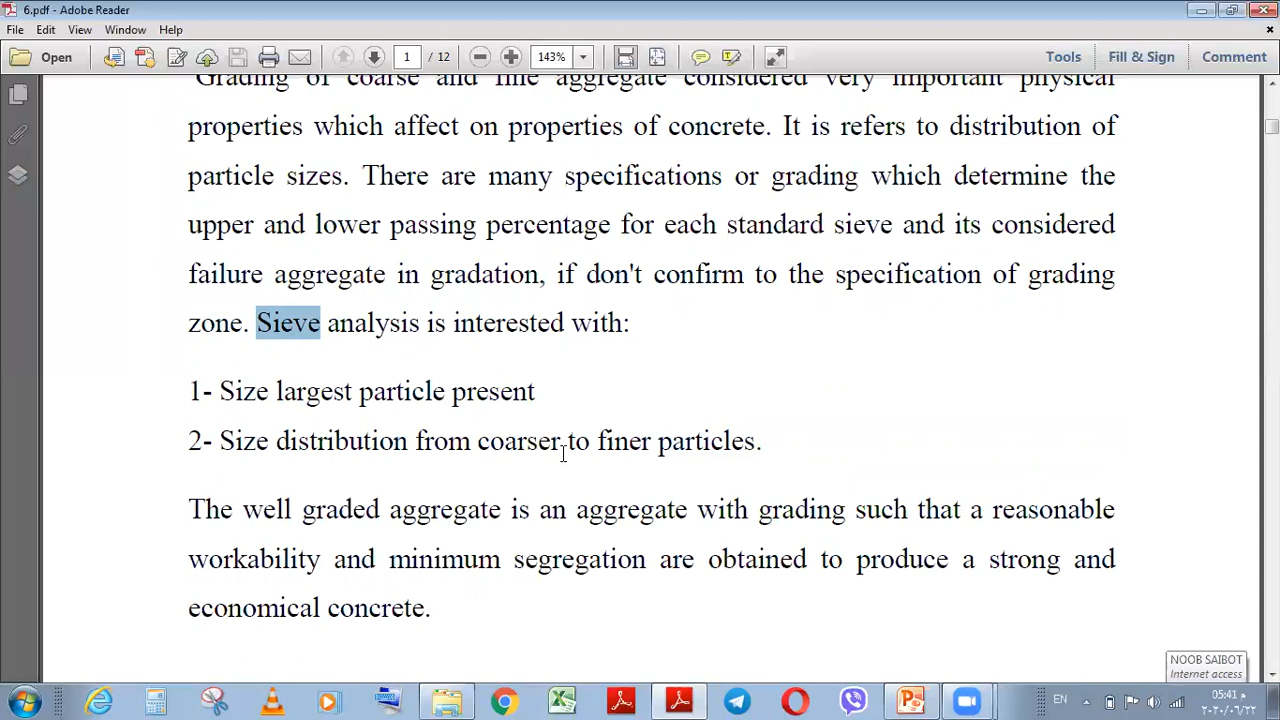 6.pdf - Adobe Reader
File Edit View Window Help
Open 1 / 12 143% Tools Fill & Sign Comment
Grading of coarse and fine aggregate considered very important physical
properties which affect on properties of concrete. It is refers to distribution of
particle sizes. There are many specifications or grading which determine the
upper and lower passing percentage for each standard sieve and its considered
failure aggregate in gradation, if don't confirm to the specification of grading
zone. Sieve analysis is interested with:
1- Size largest particle present
2- Size distribution from coarser to finer particles.
The well graded aggregate is an aggregate with grading such that a reasonable
workability and minimum segregation are obtained to produce a strong and
economical concrete.
NOOB SAIBOT
Internet access
EN
05:41 م
٢٠٢٠/٠٦/٢٢